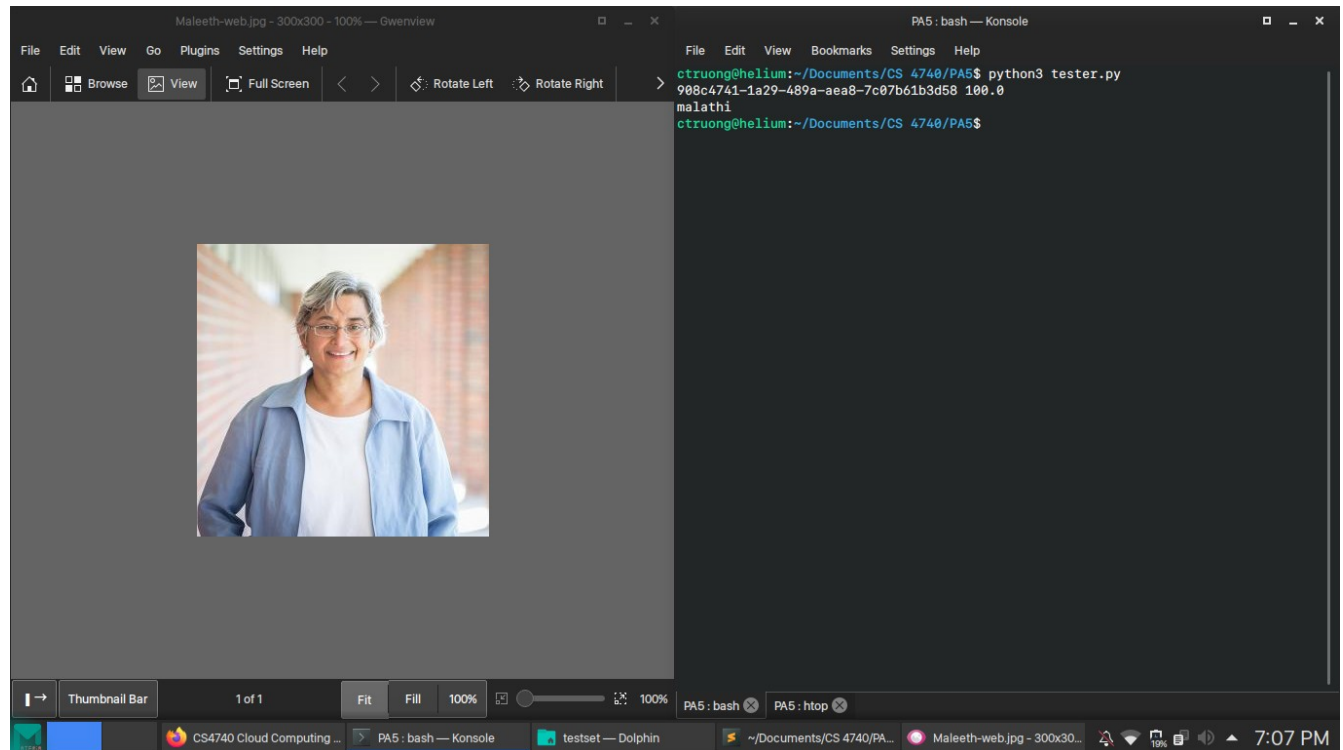 Maleeth-web.jpg - 300x300 - 100% — Gwenview
File Edit View Go Plugins Settings Help
Browse View Full Screen Rotate Left Rotate Right
Thumbnail Bar 1 of 1 Fit Fill 100% 100%
PA5 : bash — Konsole
File Edit View Bookmarks Settings Help
ctruong@helium:~/Documents/CS 4740/PA5$ python3 tester.py
908c4741-1a29-489a-aea8-7c07b61b3d58 100.0
malathi
ctruong@helium:~/Documents/CS 4740/PA5$
PA5 : bash PA5 : htop
CS4740 Cloud Computing ... PA5 : bash — Konsole testset — Dolphin ~/Documents/CS 4740/PA... Maleeth-web.jpg - 300x30... 19% 7:07 PM